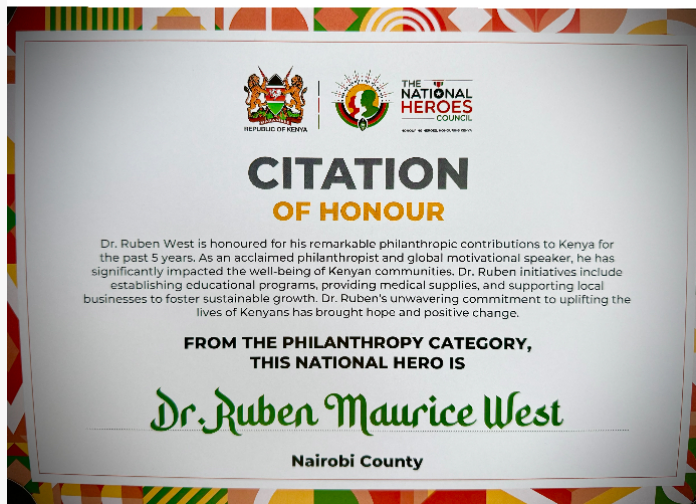 REPUBLIC OF KENYA
THE
NATIONAL
HEROES
COUNCIL
CITATION
OF HONOUR
Dr. Ruben West is honoured for his remarkable philanthropic contributions to Kenya for
the past 5 years. As an acclaimed philanthropist and global motivational speaker, he has
significantly impacted the well-being of Kenyan communities. Dr. Ruben initiatives include
establishing educational programs, providing medical supplies, and supporting local
businesses to foster sustainable growth. Dr. Ruben's unwavering commitment to uplifting the
lives of Kenyans has brought hope and positive change.
FROM THE PHILANTHROPY CATEGORY,
THIS NATIONAL HERO IS
Dr. Ruben Maurice West
Nairobi County